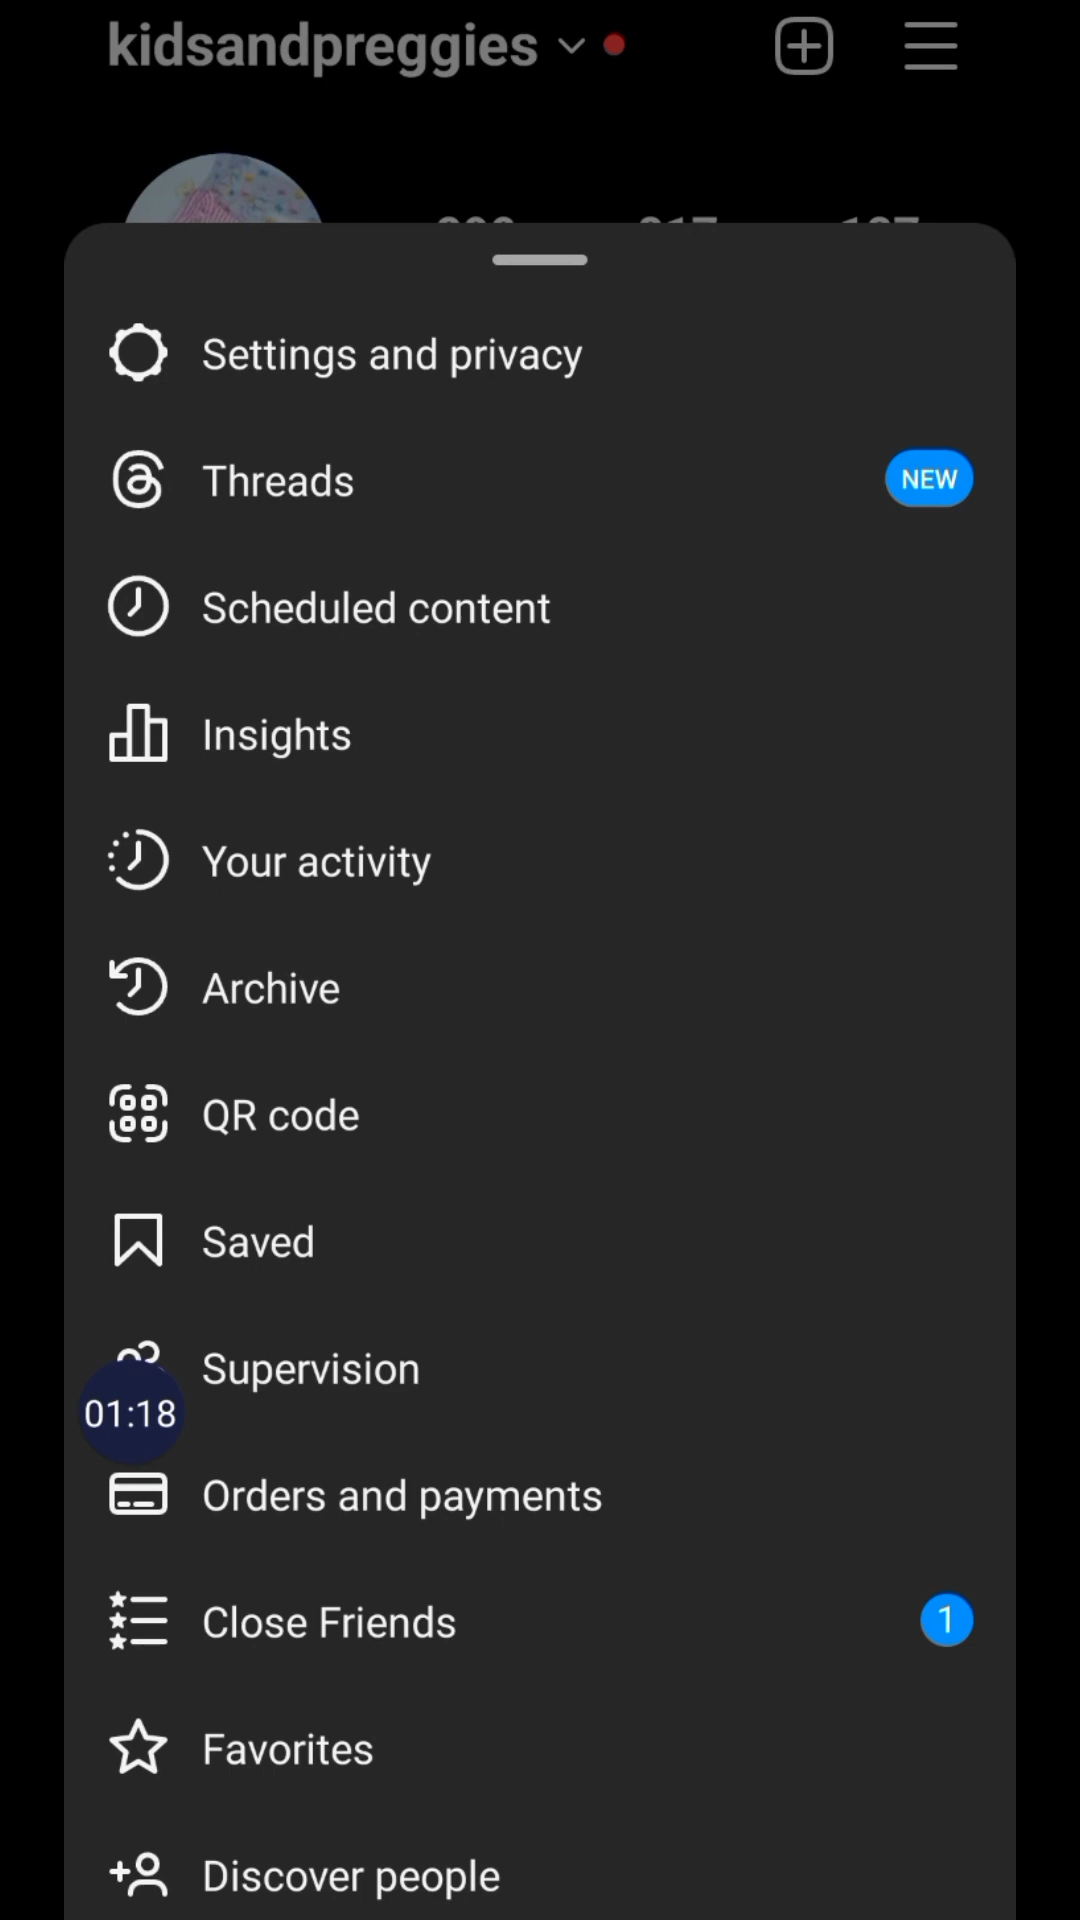 kidsandpreggies
Settings and privacy
Threads NEW
Scheduled content
Insights
Your activity
Archive
QR code
Saved
Supervision
01:18
Orders and payments
Close Friends 1
Favorites
Discover people